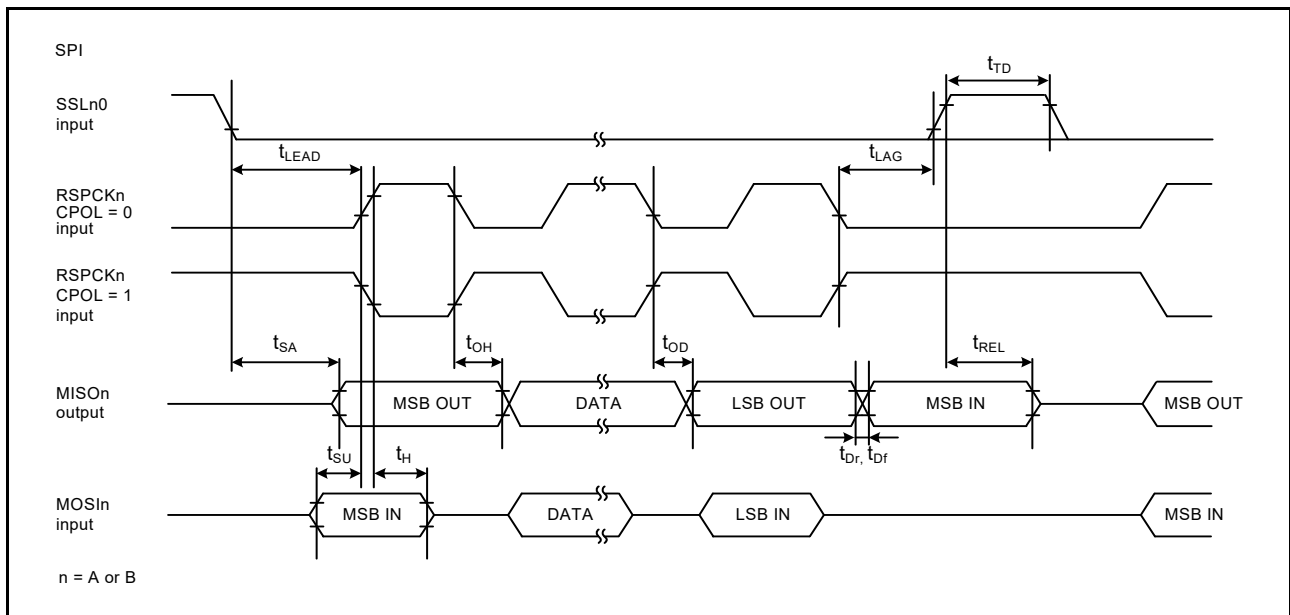 SPI
SSLn0
input
tTD
tLEAD
tLAG
RSPCKn
CPOL = 0
input
RSPCKn
CPOL = 1
input
tSA
tOH
tOD
tREL
MISOn
output
MSB OUT
DATA
LSB OUT
MSB IN
MSB OUT
tSU
tH
tDr, tDf
MOSIn
input
MSB IN
DATA
LSB IN
MSB IN
n = A or B